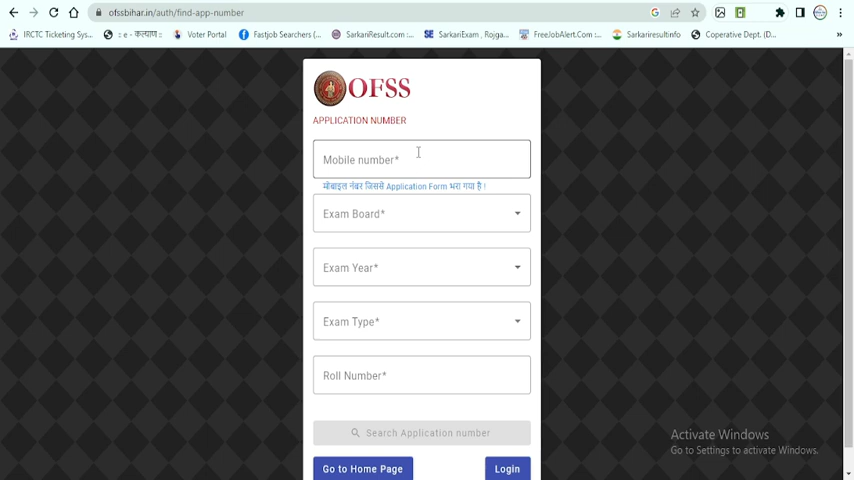 ofssbihar.in/auth/find-app-number
IRCTC Ticketing Sys...
:: e - कल्याण ::
Voter Portal
Fastjob Searchers (...
SarkariResult.com :...
SE SarkariExam , Rojga...
FreeJobAlert.Com :...
Sarkariresultinfo
Coperative Dept. (D...
»
OFSS
APPLICATION NUMBER
Mobile number*
मोबाइल नंबर जिससे Application Form भरा गया है !
Exam Board*
Exam Year*
Exam Type*
Roll Number*
Search Application number
Go to Home Page
Login
Activate Windows
Go to Settings to activate Windows.